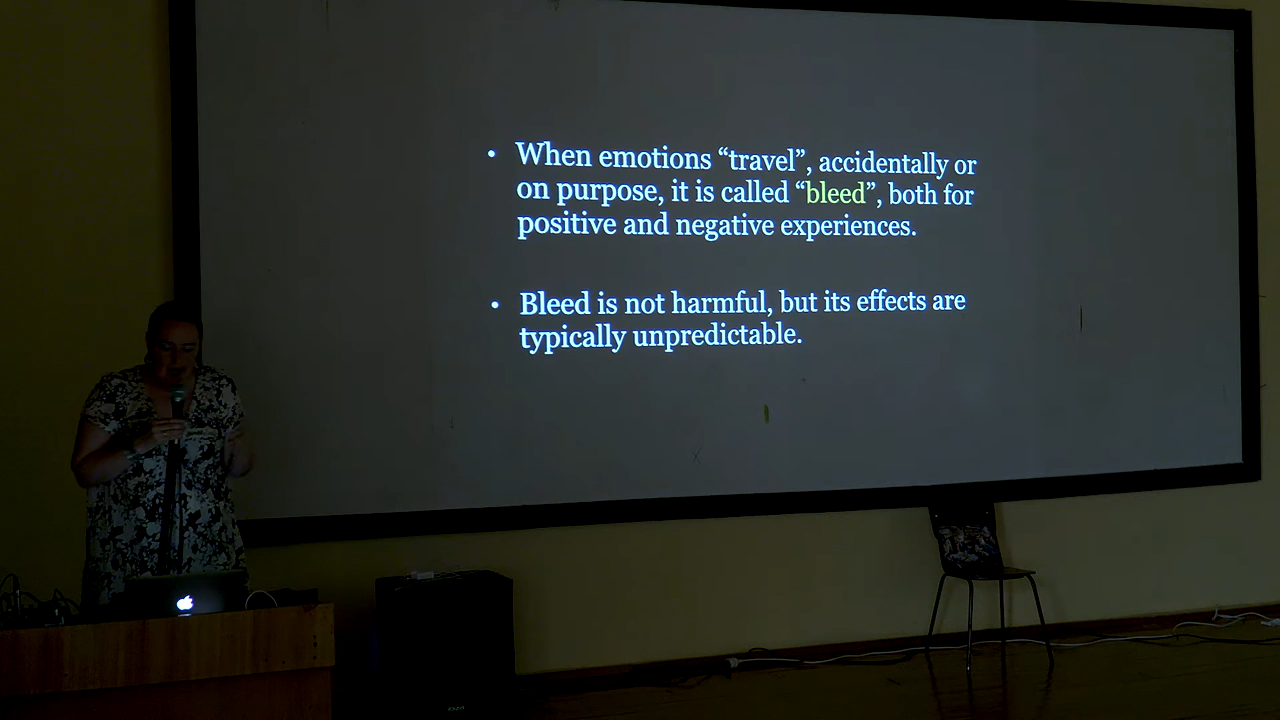 • When emotions “travel”, accidentally or
on purpose, it is called “bleed”, both for
positive and negative experiences.
• Bleed is not harmful, but its effects are
typically unpredictable.